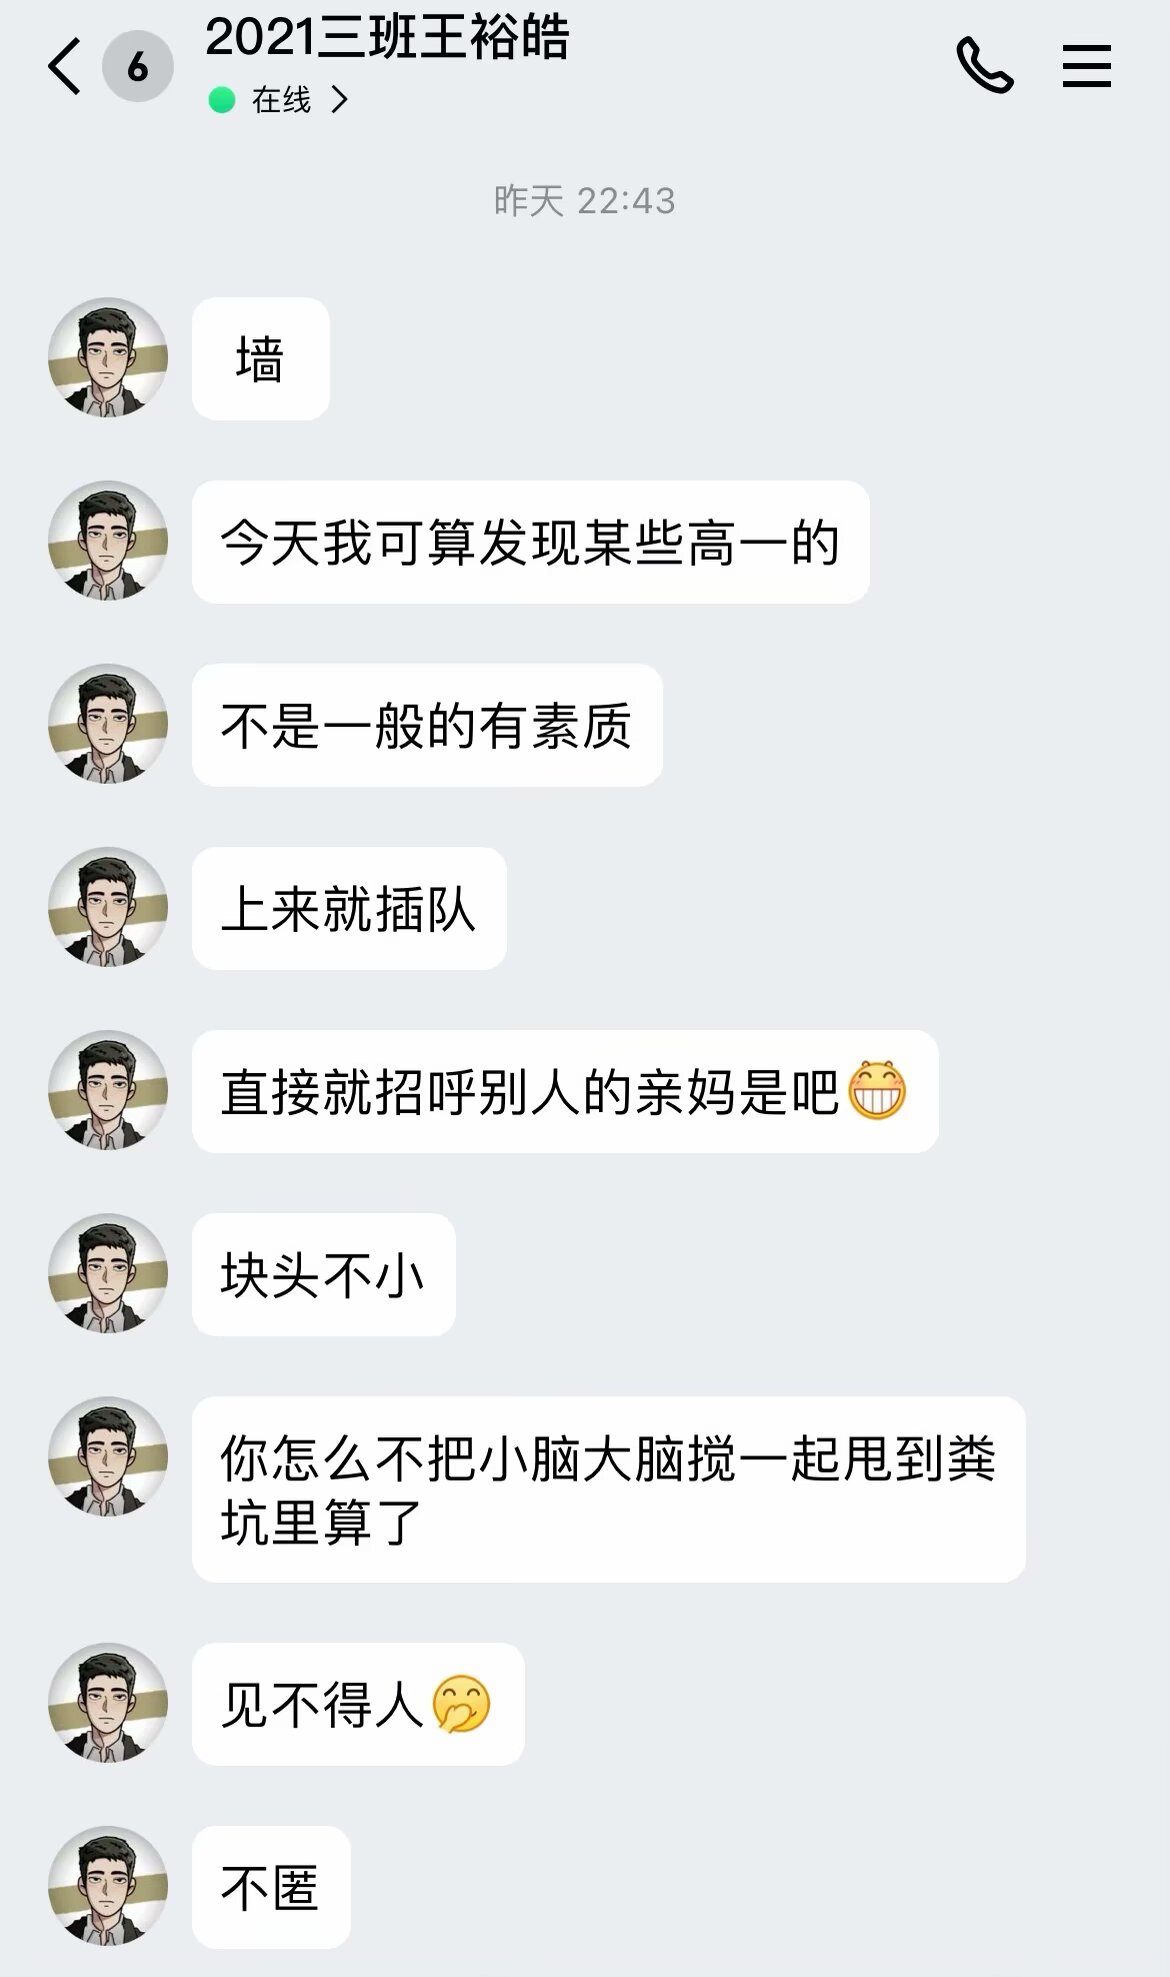 6
2021三班王裕皓
在线
昨天 22:43
墙
今天我可算发现某些高一的
不是一般的有素质
上来就插队
直接就招呼别人的亲妈是吧😁
块头不小
你怎么不把小脑大脑搅一起甩到粪
坑里算了
见不得人🤭
不匿